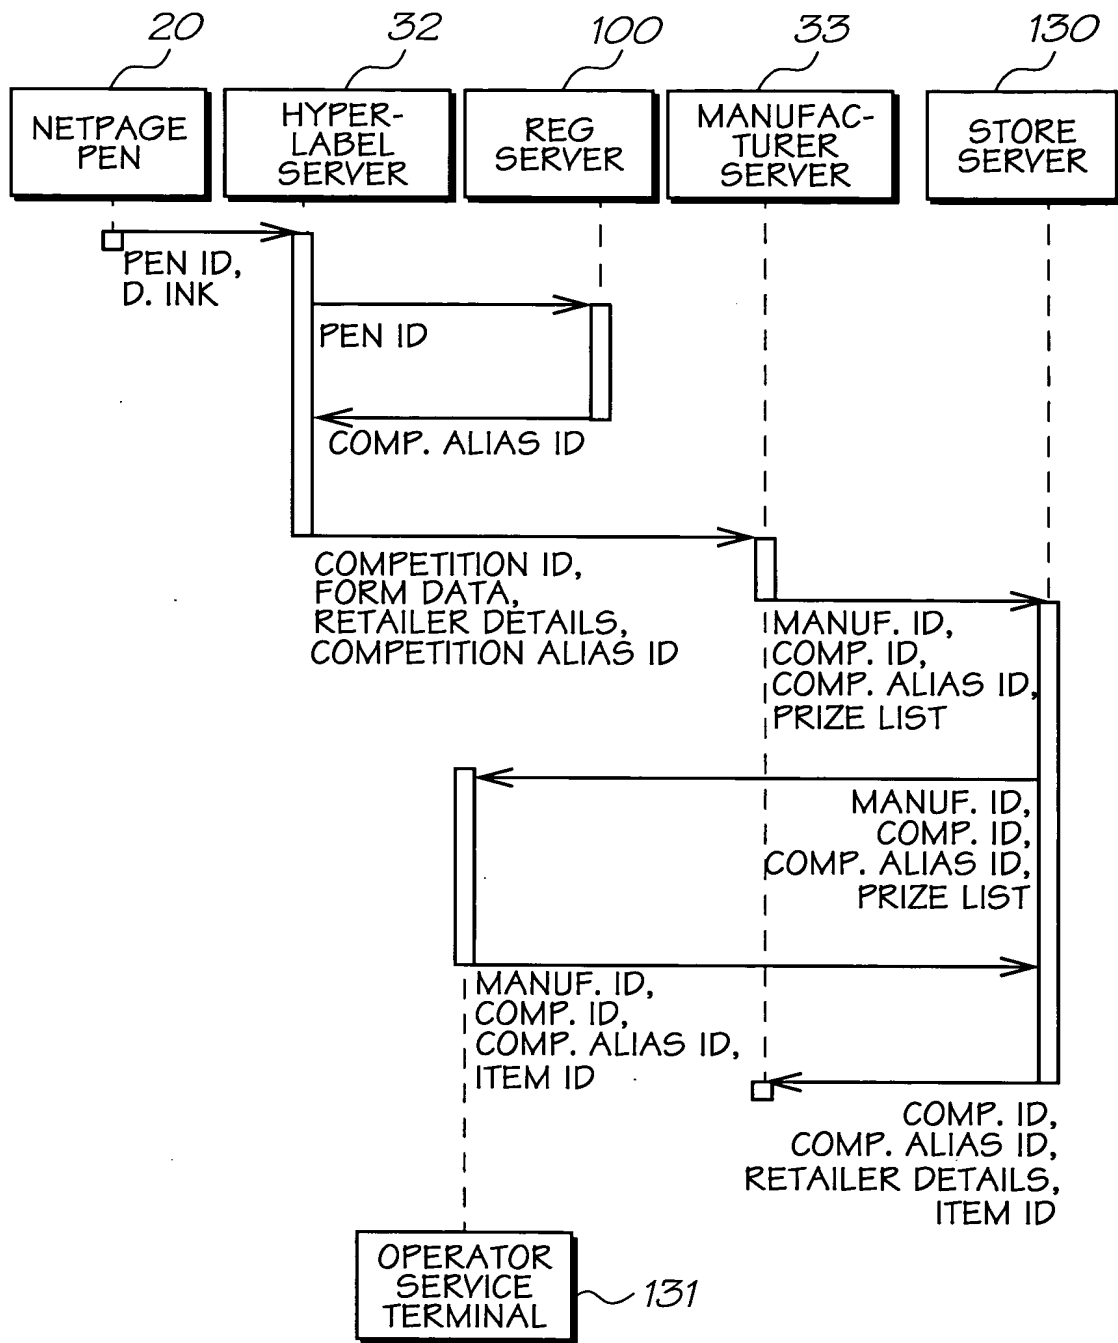 20
32
100
33
130
NETPAGE
PEN
HYPER-
LABEL
SERVER
REG
SERVER
MANUFAC-
TURER
SERVER
STORE
SERVER
PEN ID,
D. INK
PEN ID
COMP. ALIAS ID
COMPETITION ID,
FORM DATA,
RETAILER DETAILS,
COMPETITION ALIAS ID
MANUF. ID,
COMP. ID,
COMP. ALIAS ID,
PRIZE LIST
MANUF. ID,
COMP. ID,
COMP. ALIAS ID,
PRIZE LIST
MANUF. ID,
COMP. ID,
COMP. ALIAS ID,
ITEM ID
COMP. ID,
COMP. ALIAS ID,
RETAILER DETAILS,
ITEM ID
OPERATOR
SERVICE
TERMINAL
131